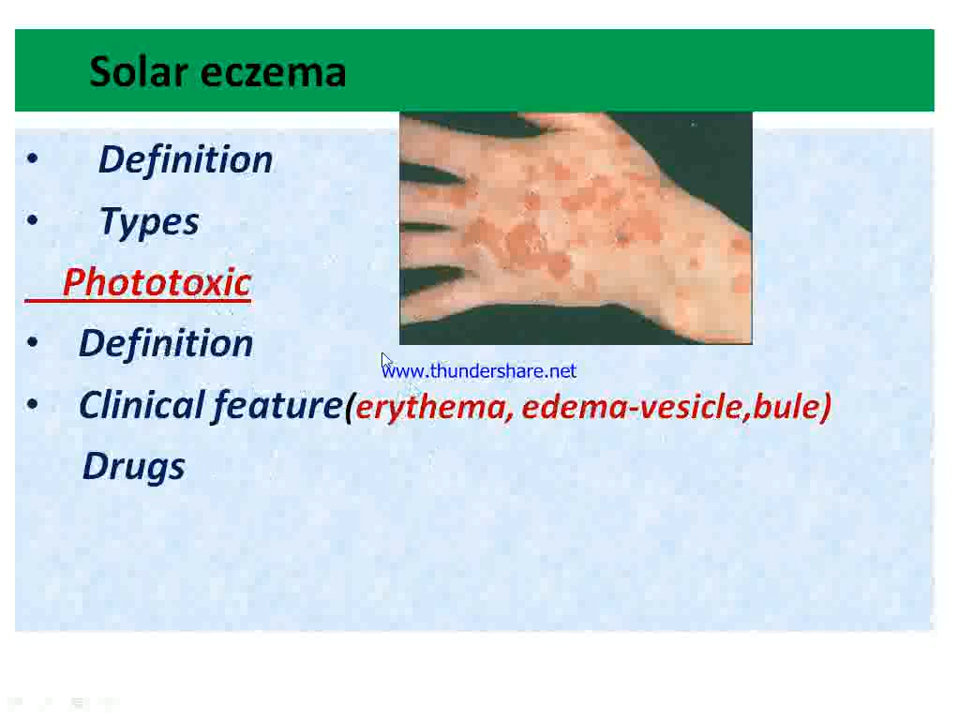 Solar eczema
• Definition
• Types
Phototoxic
• Definition
www.thundershare.net
• Clinical feature(erythema, edema-vesicle,bule)
Drugs